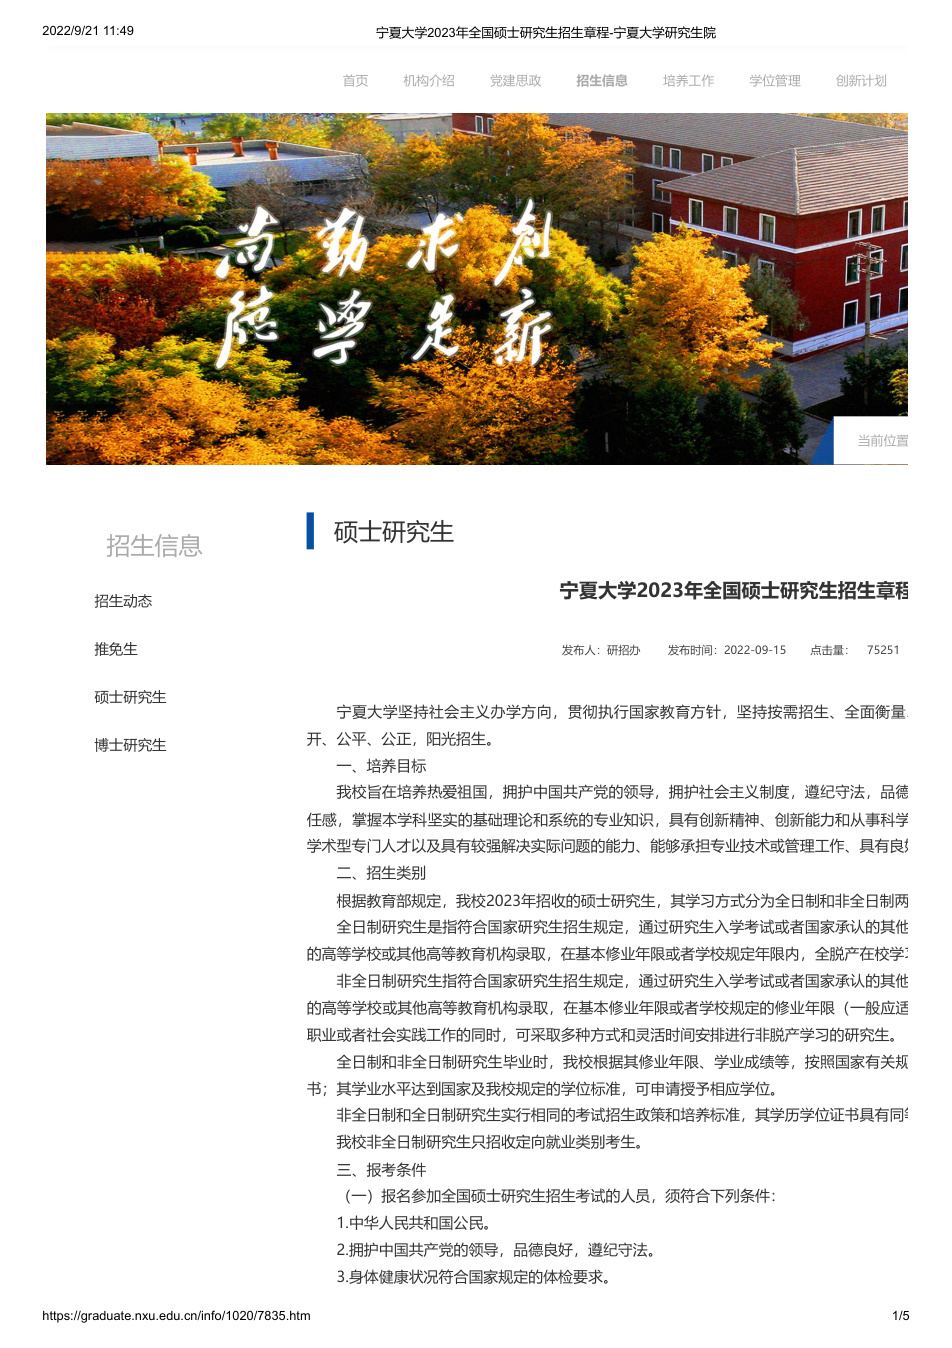 2022/9/21 11:49
宁夏大学2023年全国硕士研究生招生章程-宁夏大学研究生院
首页 机构介绍 党建思政 招生信息 培养工作 学位管理 创新计划
尚 勤 求 创
德 學 是 新
当前位置
招生信息
招生动态
推免生
硕士研究生
博士研究生
硕士研究生
宁夏大学2023年全国硕士研究生招生章程
发布人：研招办 发布时间：2022-09-15 点击量： 75251
宁夏大学坚持社会主义办学方向，贯彻执行国家教育方针，坚持按需招生、全面衡量、
开、公平、公正，阳光招生。
一、培养目标
我校旨在培养热爱祖国，拥护中国共产党的领导，拥护社会主义制度，遵纪守法，品德
任感，掌握本学科坚实的基础理论和系统的专业知识，具有创新精神、创新能力和从事科学
学术型专门人才以及具有较强解决实际问题的能力、能够承担专业技术或管理工作、具有良好
二、招生类别
根据教育部规定，我校2023年招收的硕士研究生，其学习方式分为全日制和非全日制两
全日制研究生是指符合国家研究生招生规定，通过研究生入学考试或者国家承认的其他
的高等学校或其他高等教育机构录取，在基本修业年限或者学校规定年限内，全脱产在校学习
非全日制研究生指符合国家研究生招生规定，通过研究生入学考试或者国家承认的其他
的高等学校或其他高等教育机构录取，在基本修业年限或者学校规定的修业年限（一般应适
职业或者社会实践工作的同时，可采取多种方式和灵活时间安排进行非脱产学习的研究生。
全日制和非全日制研究生毕业时，我校根据其修业年限、学业成绩等，按照国家有关规
书；其学业水平达到国家及我校规定的学位标准，可申请授予相应学位。
非全日制和全日制研究生实行相同的考试招生政策和培养标准，其学历学位证书具有同等
我校非全日制研究生只招收定向就业类别考生。
三、报考条件
（一）报名参加全国硕士研究生招生考试的人员，须符合下列条件：
1.中华人民共和国公民。
2.拥护中国共产党的领导，品德良好，遵纪守法。
3.身体健康状况符合国家规定的体检要求。
https://graduate.nxu.edu.cn/info/1020/7835.htm
1/5